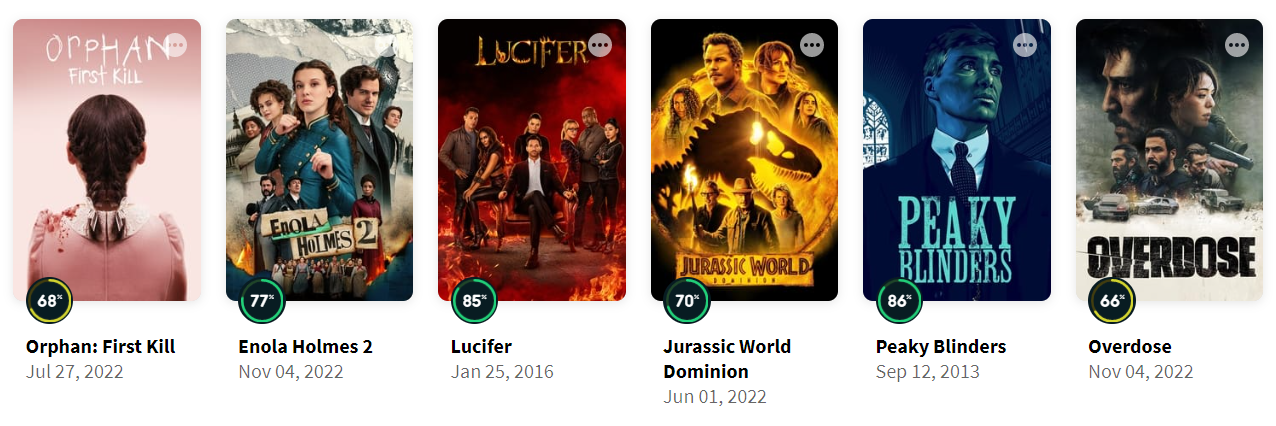 ORPHAN
FIRST KILL
LUCIFER
ENOLA
HOLMES 2
JURASSIC WORLD
DOMINION
PEAKY
BLINDERS
OVERDOSE
68%
77%
85%
70%
86%
66%
Orphan: First Kill
Jul 27, 2022
Enola Holmes 2
Nov 04, 2022
Lucifer
Jan 25, 2016
Jurassic World
Dominion
Jun 01, 2022
Peaky Blinders
Sep 12, 2013
Overdose
Nov 04, 2022